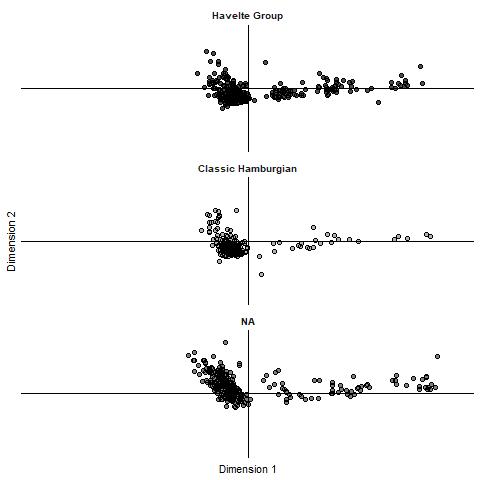 Havelte Group
Classic Hamburgian
Dimension 2
NA
Dimension 1